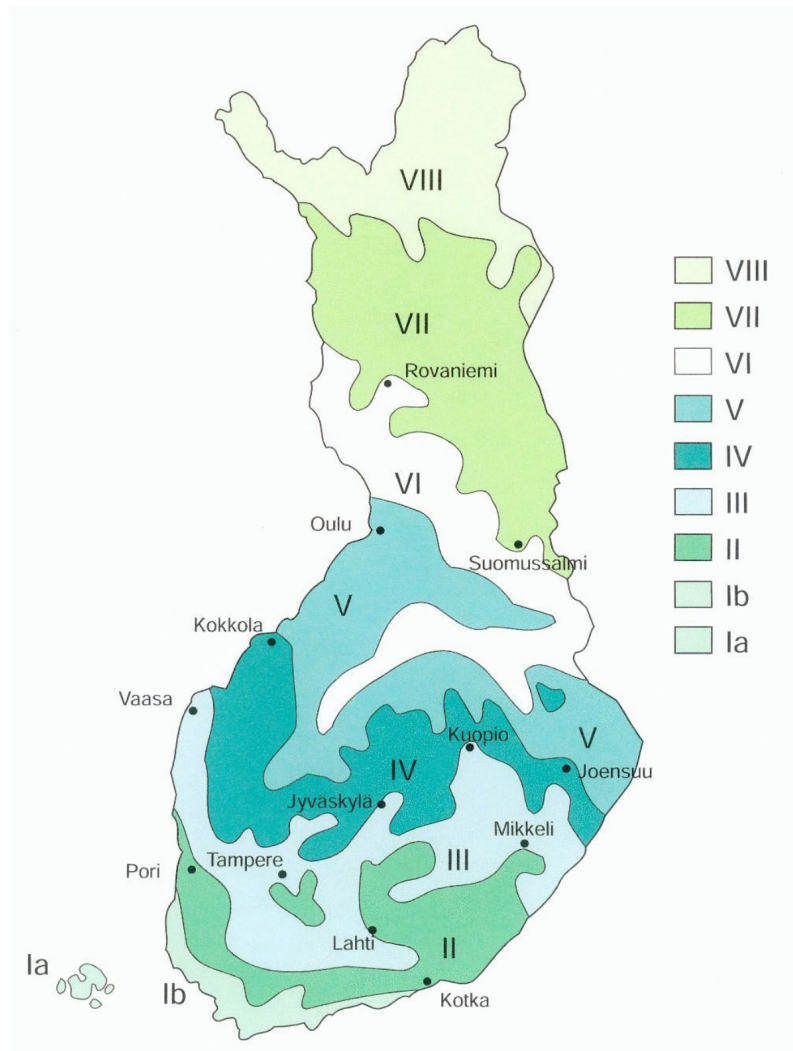 VIII
VII
Rovaniemi
VI
Oulu
Suomussalmi
V
Kokkola
Vaasa
Kuopio
V
IV
Joensuu
Jyväskylä
Mikkeli
Tampere
III
Pori
Lahti
II
Ia
Ib
Kotka
VIII
VII
VI
V
IV
III
II
Ib
Ia